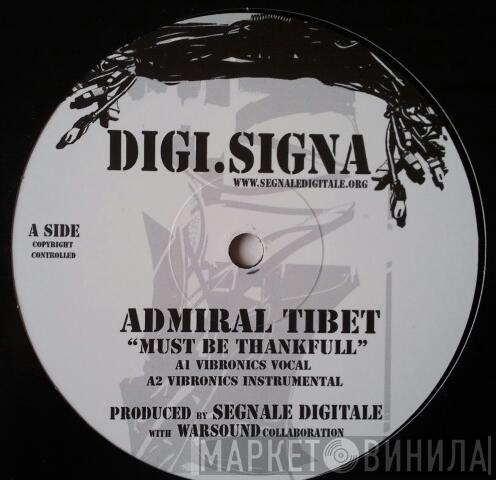 DIGI.SIGNA
WWW.SEGNALEDIGITALE.ORG
A SIDE
COPYRIGHT
CONTROLLED
ADMIRAL TIBET
"MUST BE THANKFULL"
A1 VIBRONICS VOCAL
A2 VIBRONICS INSTRUMENTAL
PRODUCED BY SEGNALE DIGITALE
WITH WARSOUND COLLABORATION
МАРКЕТ ВИНИЛА